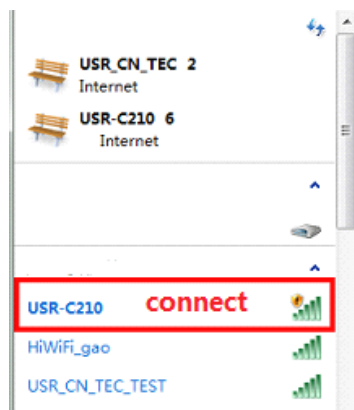 USR_CN_TEC 2
Internet
USR-C210 6
Internet
USR-C210 connect
HiWiFi_gao
USR_CN_TEC_TEST